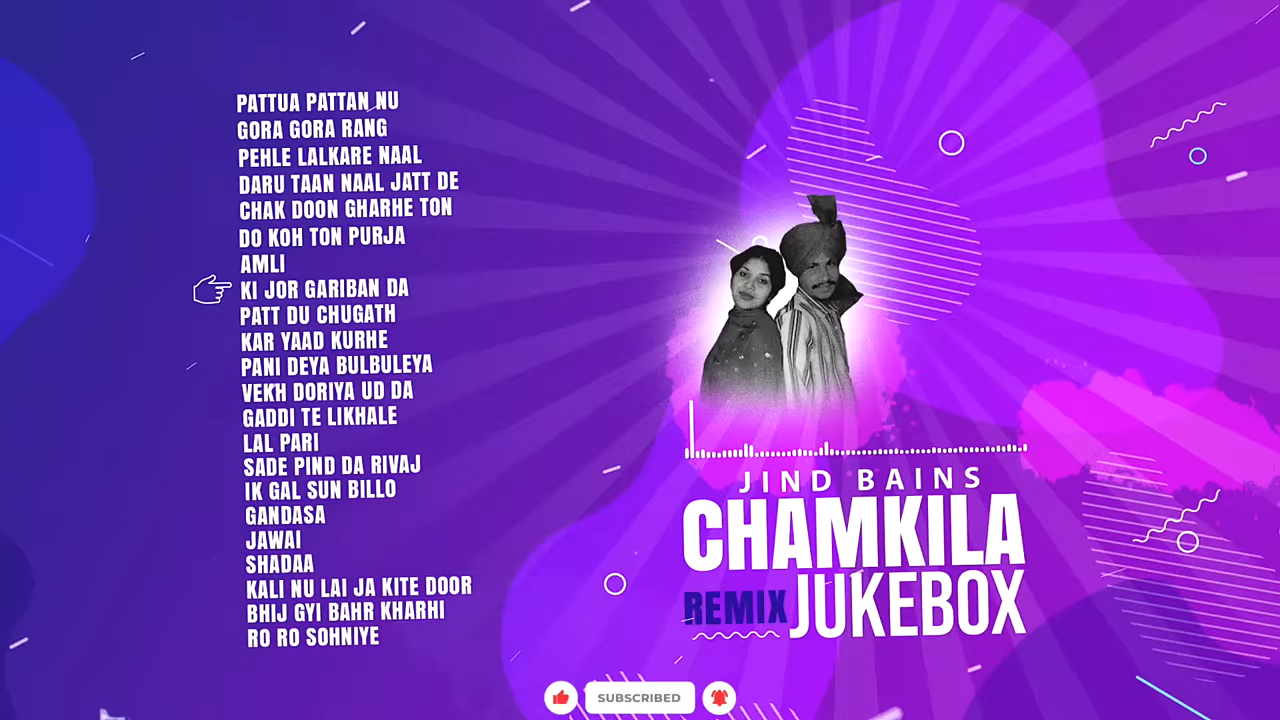 PATTUA PATTAN NU
GORA GORA RANG
PEHLE LALKARE NAAL
DARU TAAN NAAL JATT DE
CHAK DOON GHARHE TON
DO KOH TON PURJA
AMLI
KI JOR GARIBAN DA
PATT DU CHUGATH
KAR YAAD KURHE
PANI DEYA BULBULEYA
VEKH DORIYA UD DA
GADDI TE LIKHALE
LAL PARI
SADE PIND DA RIVAJ
IK GAL SUN BILLO
GANDASA
JAWAI
SHADAA
KALI NU LAI JA KITE DOOR
BHIJ GYI BAHR KHARHI
RO RO SOHNIYE
JIND BAINS
CHAMKILA
REMIX JUKEBOX
SUBSCRIBED